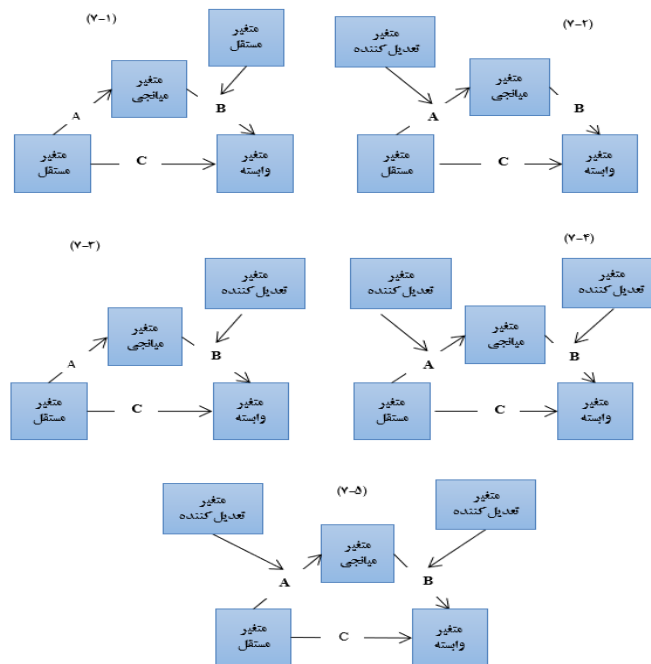 (۷-۱)
متغیر
مستقل
متغیر
میانجی
A
B
متغیر
مستقل
C
متغیر
وابسته
(۷-۲)
متغیر
تعدیل کننده
متغیر
میانجی
A
B
متغیر
مستقل
C
متغیر
وابسته
(۷-۳)
متغیر
تعدیل کننده
متغیر
میانجی
A
B
متغیر
مستقل
C
متغیر
وابسته
(۷-۴)
متغیر
تعدیل کننده
متغیر
تعدیل کننده
متغیر
میانجی
A
B
متغیر
مستقل
C
متغیر
وابسته
(۷-۵)
متغیر
تعدیل کننده
متغیر
تعدیل کننده
متغیر
میانجی
A
B
متغیر
مستقل
C
متغیر
وابسته